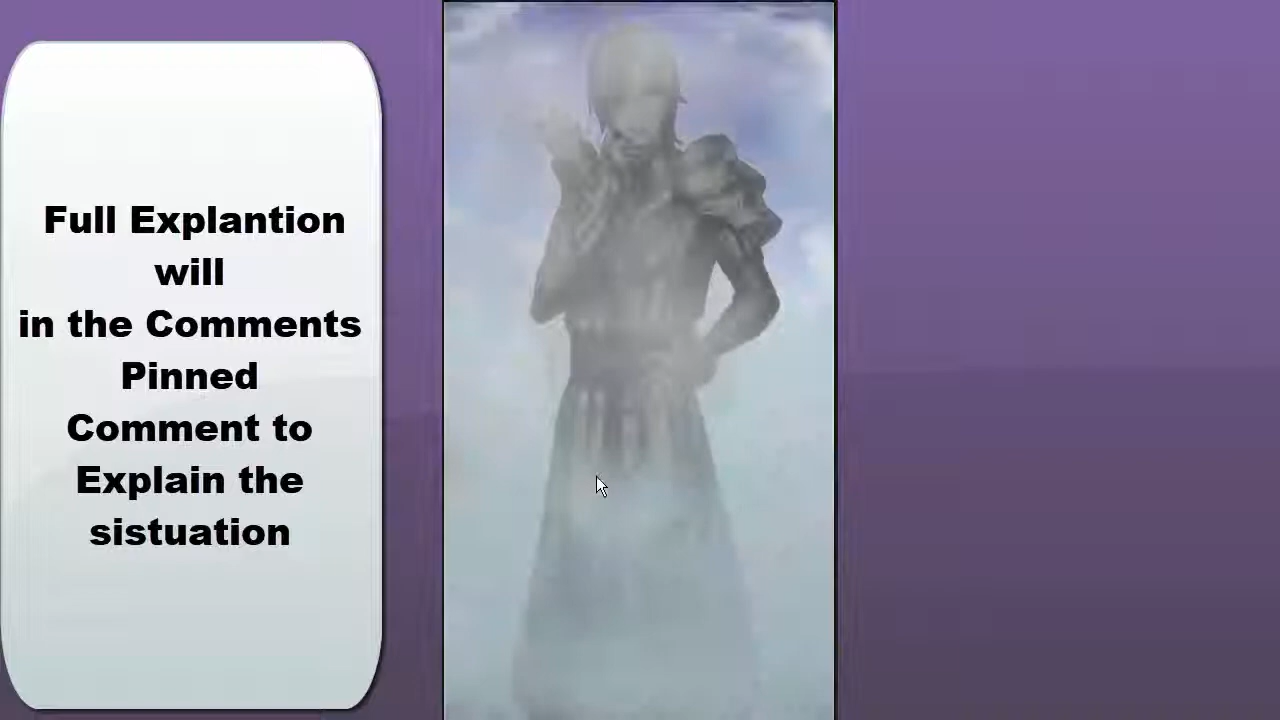 Full Explantion
will
in the Comments
Pinned
Comment to
Explain the
sistuation